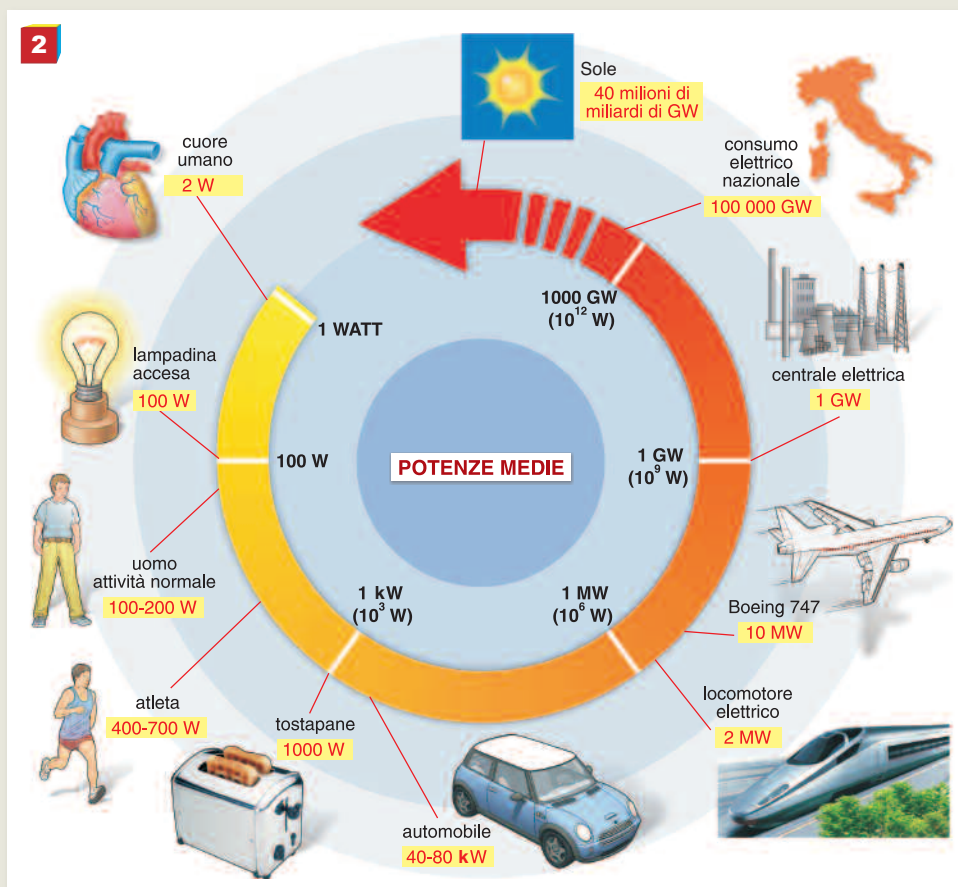 2
Sole
40 milioni di
miliardi di GW
cuore
umano
2 W
consumo
elettrico
nazionale
100 000 GW
1000 GW
(10¹² W)
1 WATT
lampadina
accesa
100 W
centrale elettrica
1 GW
100 W
POTENZE MEDIE
1 GW
(10⁹ W)
uomo
attività normale
100-200 W
1 kW
(10³ W)
1 MW
(10⁶ W)
Boeing 747
10 MW
atleta
400-700 W
tostapane
1000 W
locomotore
elettrico
2 MW
automobile
40-80 kW